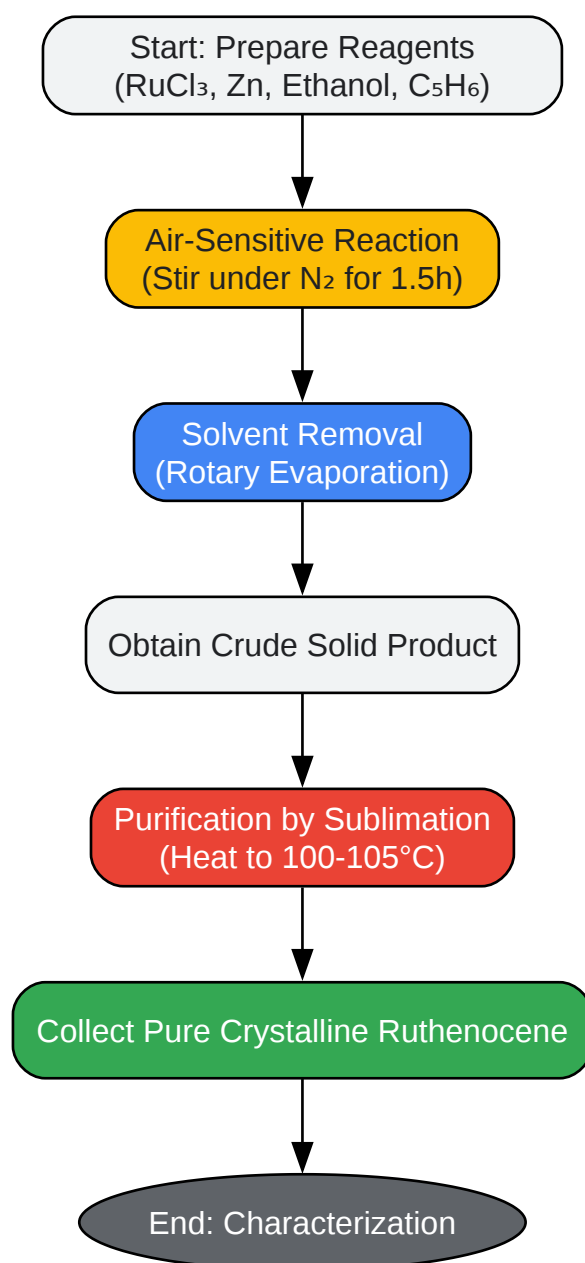 Start: Prepare Reagents
(RuCl₃, Zn, Ethanol, C₅H₆)
Air-Sensitive Reaction
(Stir under N₂ for 1.5h)
Solvent Removal
(Rotary Evaporation)
Obtain Crude Solid Product
Purification by Sublimation
(Heat to 100-105°C)
Collect Pure Crystalline Ruthenocene
End: Characterization